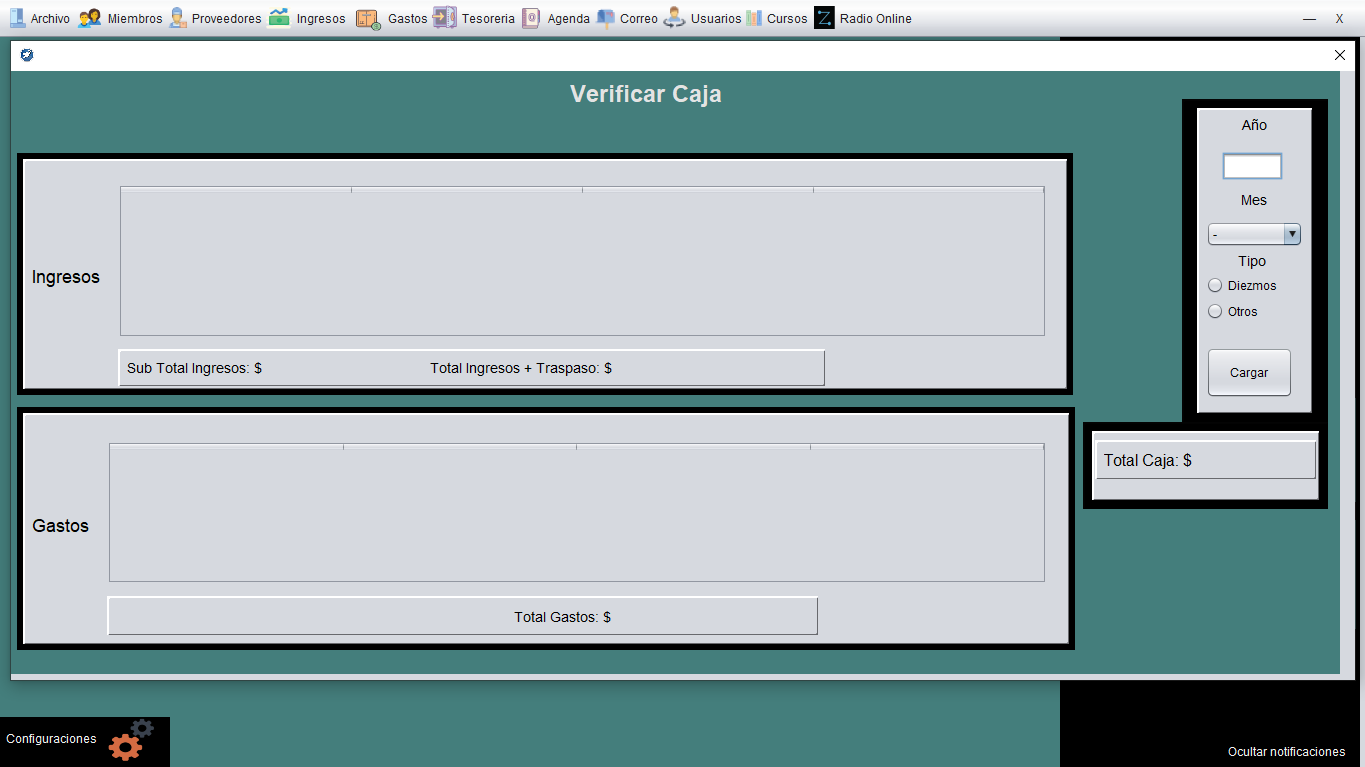 Archivo Miembros Proveedores Ingresos Gastos Tesoreria Agenda Correo Usuarios Cursos Radio Online — X
Verificar Caja
Año
Mes
-
Tipo
Diezmos
Otros
Cargar
Ingresos
Sub Total Ingresos: $ Total Ingresos + Traspaso: $
Total Caja: $
Gastos
Total Gastos: $
Configuraciones
Ocultar notificaciones